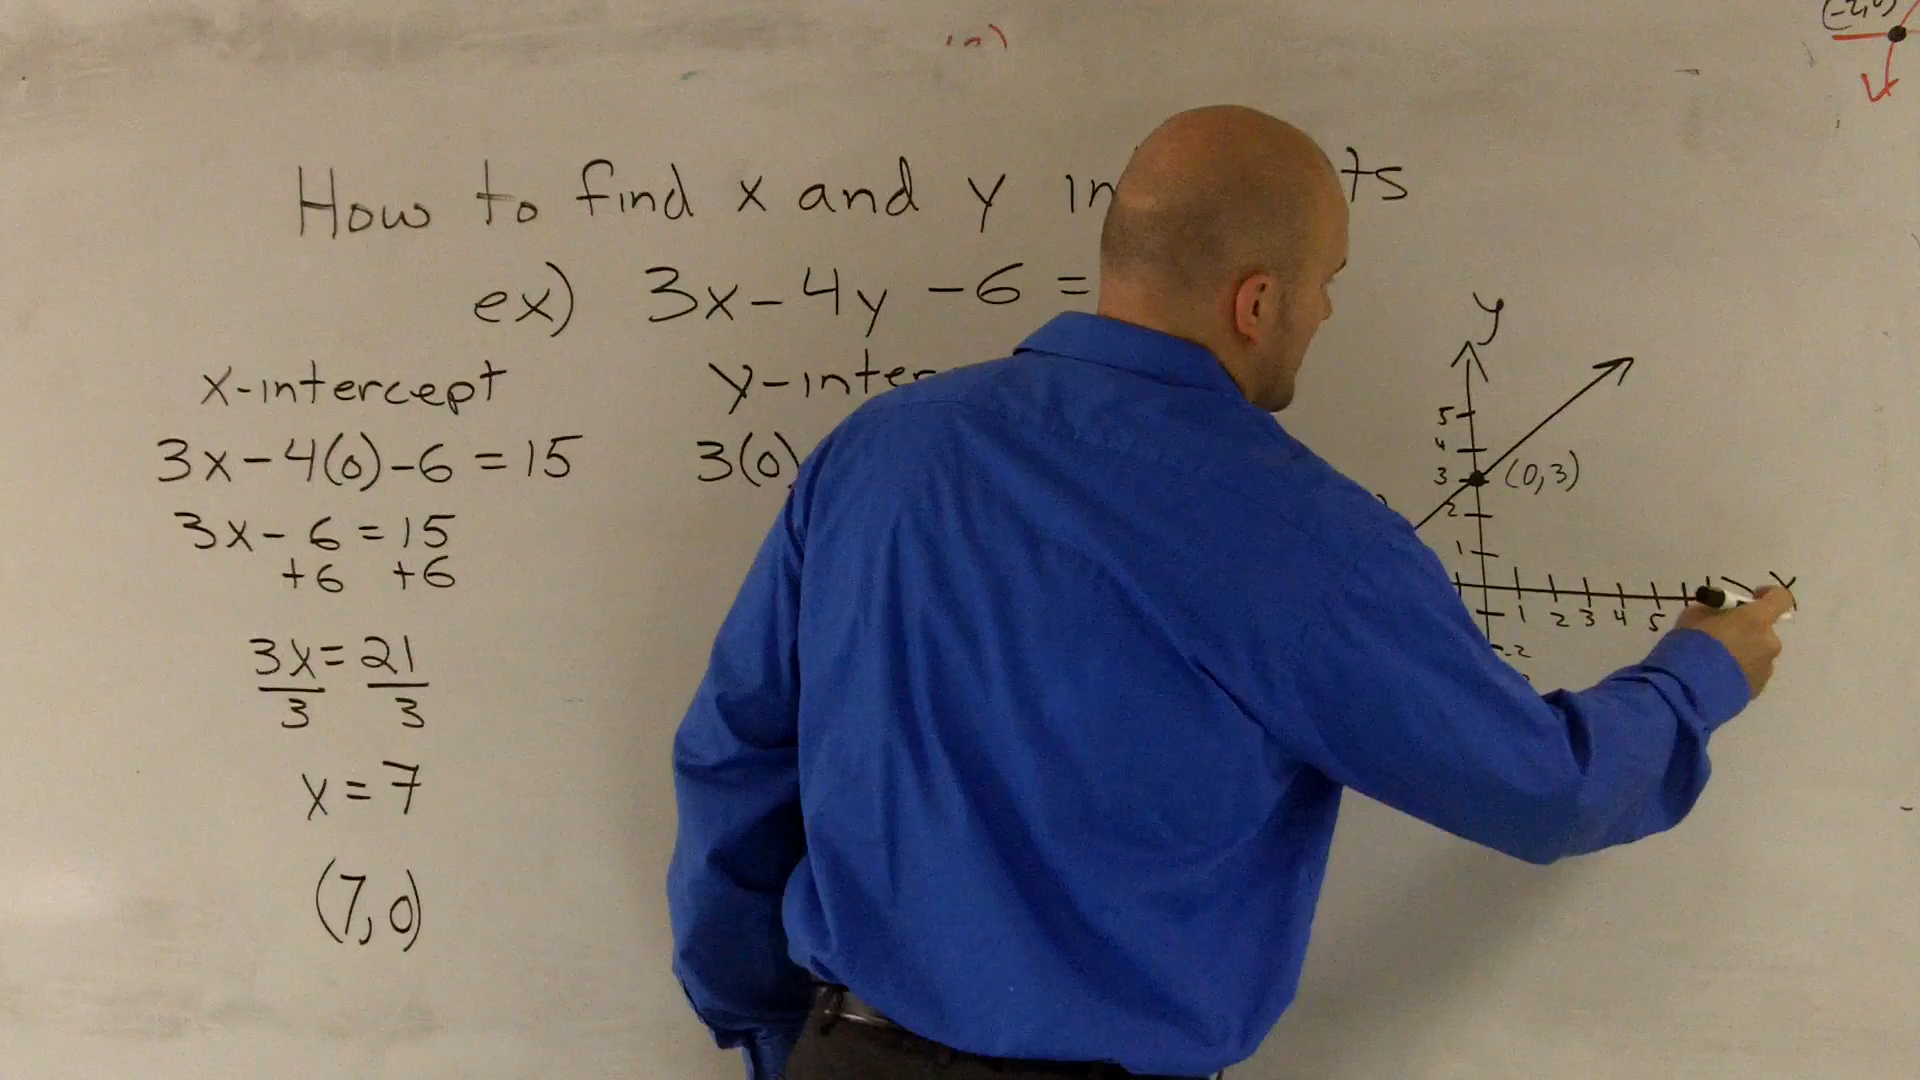 How to find x and y in ts
ex) 3x-4y-6=
x-intercept
3x-4(0)-6=15
3x-6=15
+6 +6
3x=21
3 3
x=7
(7,0)
y-inter
3(0)
y
5
4
3
(0,3)
2
1
x
1 2 3 4 5
-2